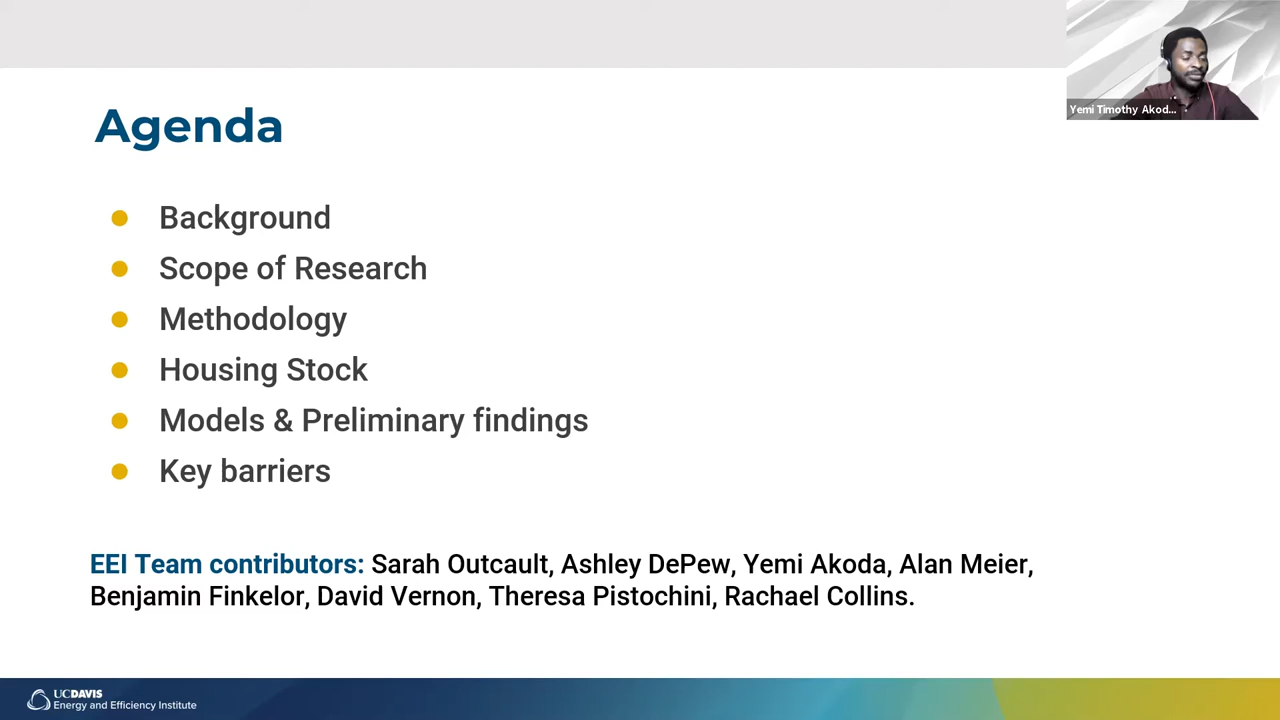 Yemi Timothy Akod...
Agenda
Background
Scope of Research
Methodology
Housing Stock
Models & Preliminary findings
Key barriers
EEI Team contributors: Sarah Outcault, Ashley DePew, Yemi Akoda, Alan Meier,
Benjamin Finkelor, David Vernon, Theresa Pistochini, Rachael Collins.
UCDAVIS
Energy and Efficiency Institute